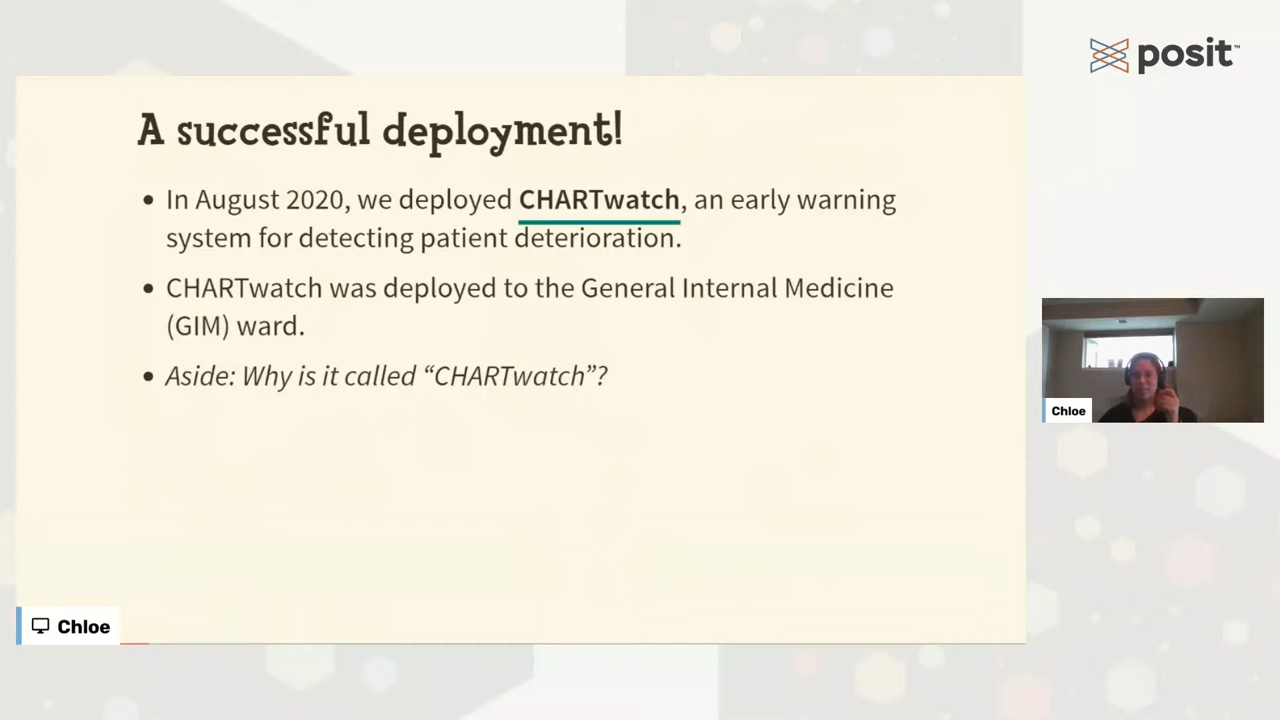 posit™
A successful deployment!
• In August 2020, we deployed CHARTwatch, an early warning
system for detecting patient deterioration.
• CHARTwatch was deployed to the General Internal Medicine
(GIM) ward.
• Aside: Why is it called “CHARTwatch”?
Chloe
Chloe